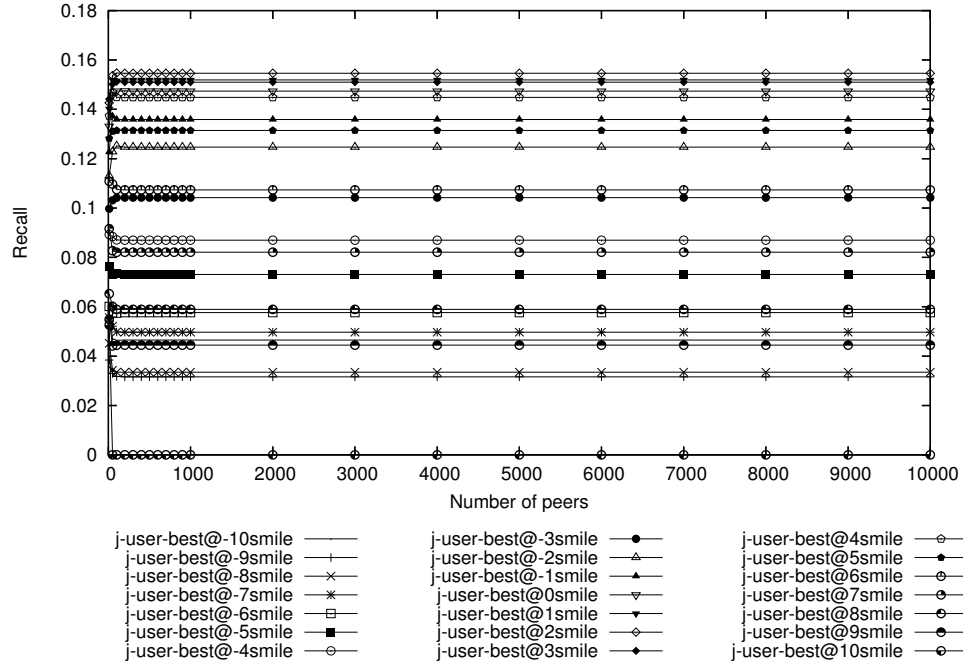 0.18
0.16
0.14
0.12
0.1
0.08
0.06
0.04
0.02
0
Recall
0 1000 2000 3000 4000 5000 6000 7000 8000 9000 10000
Number of peers
j-user-best@-10smile
j-user-best@-9smile
j-user-best@-8smile
j-user-best@-7smile
j-user-best@-6smile
j-user-best@-5smile
j-user-best@-4smile
j-user-best@-3smile
j-user-best@-2smile
j-user-best@-1smile
j-user-best@0smile
j-user-best@1smile
j-user-best@2smile
j-user-best@3smile
j-user-best@4smile
j-user-best@5smile
j-user-best@6smile
j-user-best@7smile
j-user-best@8smile
j-user-best@9smile
j-user-best@10smile